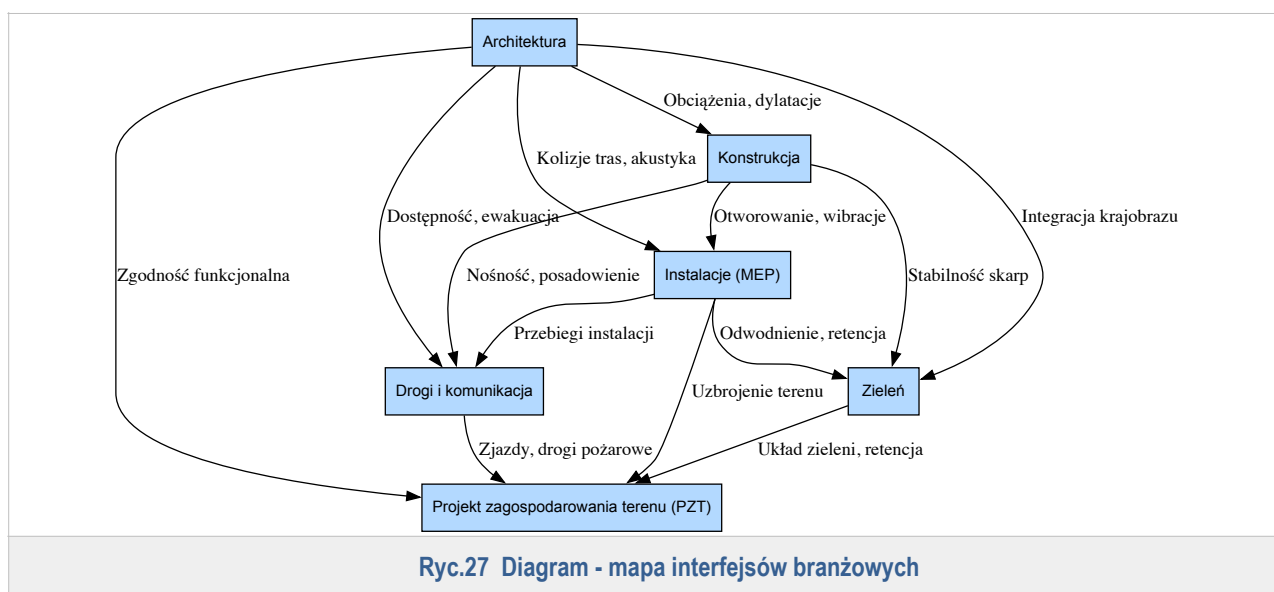 Architektura
Obciążenia, dylatacje
Konstrukcja
Kolizje tras, akustyka
Dostępność, ewakuacja
Otworowanie, wibracje
Integracja krajobrazu
Zgodność funkcjonalna
Nośność, posadowienie
Instalacje (MEP)
Stabilność skarp
Przebiegi instalacji
Odwodnienie, retencja
Drogi i komunikacja
Uzbrojenie terenu
Zieleń
Zjazdy, drogi pożarowe
Układ zieleni, retencja
Projekt zagospodarowania terenu (PZT)
Ryc.27 Diagram - mapa interfejsów branżowych